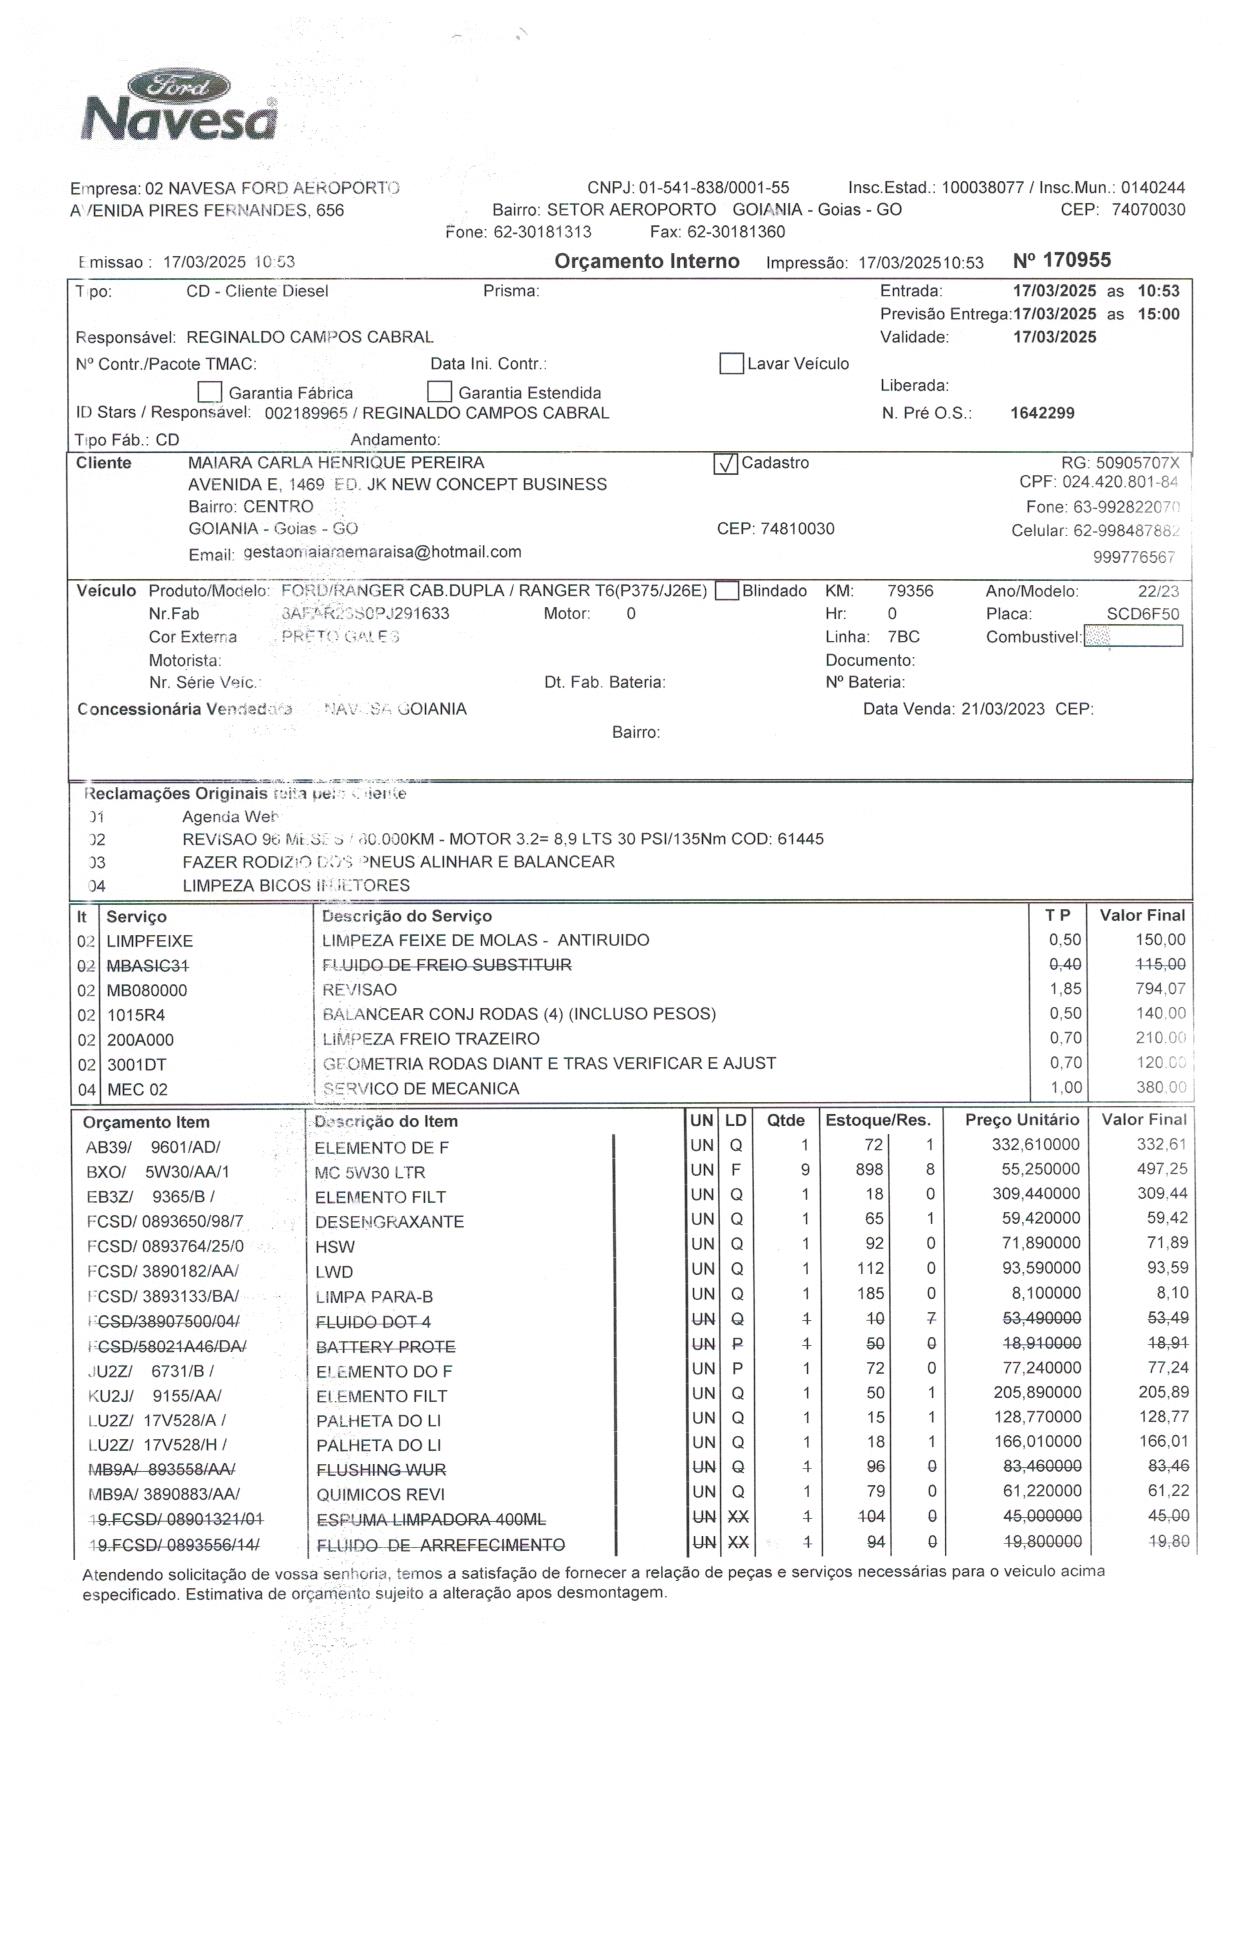 Ford
Navesa®
Empresa: 02 NAVESA FORD AEROPORTO CNPJ: 01-541-838/0001-55 Insc.Estad.: 100038077 / Insc.Mun.: 0140244
AVENIDA PIRES FERNANDES, 656 Bairro: SETOR AEROPORTO GOIANIA - Goias - GO CEP: 74070030
Fone: 62-30181313 Fax: 62-30181360
Emissao : 17/03/2025 10:53 Orçamento Interno Impressão: 17/03/202510:53 Nº 170955
Tipo: CD - Cliente Diesel Prisma: Entrada: 17/03/2025 as 10:53
Previsão Entrega:17/03/2025 as 15:00
Responsável: REGINALDO CAMPOS CABRAL Validade: 17/03/2025
Nº Contr./Pacote TMAC: Data Ini. Contr.: Lavar Veículo
Garantia Fábrica Garantia Estendida Liberada:
ID Stars / Responsável: 002189965 / REGINALDO CAMPOS CABRAL N. Pré O.S.: 1642299
Tipo Fáb.: CD Andamento:
Cliente MAIARA CARLA HENRIQUE PEREIRA Cadastro RG: 50905707X
AVENIDA E, 1469 ED. JK NEW CONCEPT BUSINESS CPF: 024.420.801-84
Bairro: CENTRO Fone: 63-992822070
GOIANIA - Goias - GO CEP: 74810030 Celular: 62-998487882
Email: gestaomaiaraemaraisa@hotmail.com 999776567
Veículo Produto/Modelo: FORD/RANGER CAB.DUPLA / RANGER T6(P375/J26E) Blindado KM: 79356 Ano/Modelo: 22/23
Nr.Fab 8AFAR23S0PJ291633 Motor: 0 Hr: 0 Placa: SCD6F50
Cor Externa PRETO GALES Linha: 7BC Combustivel:
Motorista: Documento:
Nr. Série Veic.: Dt. Fab. Bateria: Nº Bateria:
Concessionária Vendedora NAVESA GOIANIA Data Venda: 21/03/2023 CEP:
Bairro:
Reclamações Originais feita pelo Cliente
01 Agenda Web
02 REVISAO 96 MESES / 80.000KM - MOTOR 3.2= 8,9 LTS 30 PSI/135Nm COD: 61445
03 FAZER RODIZIO DOS PNEUS ALINHAR E BALANCEAR
04 LIMPEZA BICOS INJETORES
It Serviço Descrição do Serviço T P Valor Final
02 LIMPFEIXE LIMPEZA FEIXE DE MOLAS - ANTIRUIDO 0,50 150,00
02 MBASIC31 FLUIDO DE FREIO SUBSTITUIR 0,40 115,00
02 MB080000 REVISAO 1,85 794,07
02 1015R4 BALANCEAR CONJ RODAS (4) (INCLUSO PESOS) 0,50 140,00
02 200A000 LIMPEZA FREIO TRAZEIRO 0,70 210,00
02 3001DT GEOMETRIA RODAS DIANT E TRAS VERIFICAR E AJUST 0,70 120,00
04 MEC 02 SERVICO DE MECANICA 1,00 380,00
Orçamento Item Descrição do Item UN LD Qtde Estoque/Res. Preço Unitário Valor Final
AB39/ 9601/AD/ ELEMENTO DE F UN Q 1 72 1 332,610000 332,61
BXO/ 5W30/AA/1 MC 5W30 LTR UN F 9 898 8 55,250000 497,25
EB3Z/ 9365/B / ELEMENTO FILT UN Q 1 18 0 309,440000 309,44
FCSD/ 0893650/98/7 DESENGRAXANTE UN Q 1 65 1 59,420000 59,42
FCSD/ 0893764/25/0 HSW UN Q 1 92 0 71,890000 71,89
FCSD/ 3890182/AA/ LWD UN Q 1 112 0 93,590000 93,59
FCSD/ 3893133/BA/ LIMPA PARA-B UN Q 1 185 0 8,100000 8,10
FCSD/38907500/04/ FLUIDO DOT 4 UN Q 1 10 7 53,490000 53,49
FCSD/58021A46/DA/ BATTERY PROTE UN P 1 50 0 18,910000 18,91
JU2Z/ 6731/B / ELEMENTO DO F UN P 1 72 0 77,240000 77,24
KU2J/ 9155/AA/ ELEMENTO FILT UN Q 1 50 1 205,890000 205,89
LU2Z/ 17V528/A / PALHETA DO LI UN Q 1 15 1 128,770000 128,77
LU2Z/ 17V528/H / PALHETA DO LI UN Q 1 18 1 166,010000 166,01
MB9A/ 893558/AA/ FLUSHING WUR UN Q 1 96 0 83,460000 83,46
MB9A/ 3890883/AA/ QUIMICOS REVI UN Q 1 79 0 61,220000 61,22
19.FCSD/ 08901321/01 ESPUMA LIMPADORA 400ML UN XX 1 104 0 45,000000 45,00
19.FCSD/ 0893556/14/ FLUIDO DE ARREFECIMENTO UN XX 1 94 0 19,800000 19,80
Atendendo solicitação de vossa senhoria, temos a satisfação de fornecer a relação de peças e serviços necessárias para o veiculo acima
especificado. Estimativa de orçamento sujeito a alteração apos desmontagem.